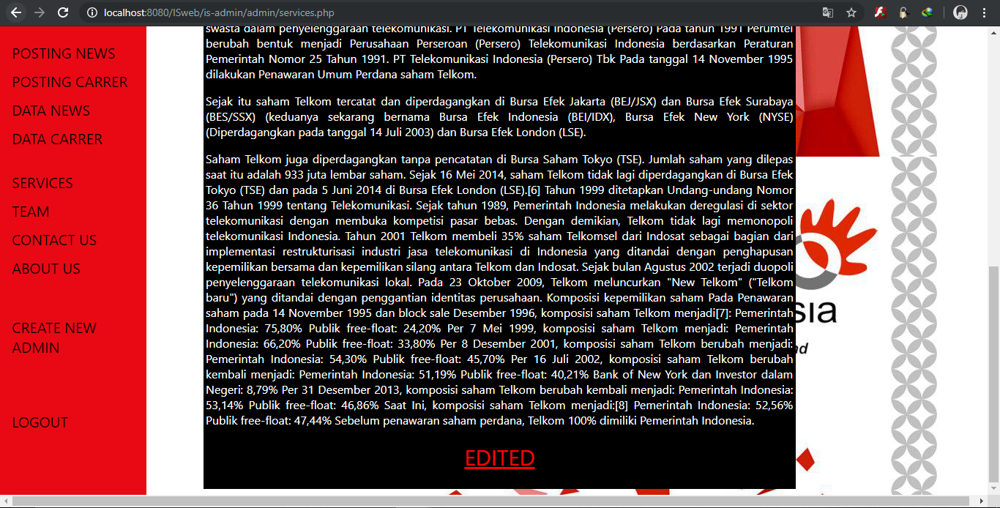 localhost:8080/ISweb/is-admin/admin/services.php
POSTING NEWS
POSTING CARRER
DATA NEWS
DATA CARRER
SERVICES
TEAM
CONTACT US
ABOUT US
CREATE NEW
ADMIN
LOGOUT
swasta dalam penyelenggaraan telekomunikasi. PT Telekomunikasi Indonesia (Persero) Pada tahun 1991 Perumtel
berubah bentuk menjadi Perusahaan Perseroan (Persero) Telekomunikasi Indonesia berdasarkan Peraturan
Pemerintah Nomor 25 Tahun 1991. PT Telekomunikasi Indonesia (Persero) Tbk Pada tanggal 14 November 1995
dilakukan Penawaran Umum Perdana saham Telkom.
Sejak itu saham Telkom tercatat dan diperdagangkan di Bursa Efek Jakarta (BEJ/JSX) dan Bursa Efek Surabaya
(BES/SSX) (keduanya sekarang bernama Bursa Efek Indonesia (BEI/IDX), Bursa Efek New York (NYSE)
(Diperdagangkan pada tanggal 14 Juli 2003) dan Bursa Efek London (LSE).
Saham Telkom juga diperdagangkan tanpa pencatatan di Bursa Saham Tokyo (TSE). Jumlah saham yang dilepas
saat itu adalah 933 juta lembar saham. Sejak 16 Mei 2014, saham Telkom tidak lagi diperdagangkan di Bursa Efek
Tokyo (TSE) dan pada 5 Juni 2014 di Bursa Efek London (LSE).[6] Tahun 1999 ditetapkan Undang-undang Nomor
36 Tahun 1999 tentang Telekomunikasi. Sejak tahun 1989, Pemerintah Indonesia melakukan deregulasi di sektor
telekomunikasi dengan membuka kompetisi pasar bebas. Dengan demikian, Telkom tidak lagi memonopoli
telekomunikasi Indonesia. Tahun 2001 Telkom membeli 35% saham Telkomsel dari Indosat sebagai bagian dari
implementasi restrukturisasi industri jasa telekomunikasi di Indonesia yang ditandai dengan penghapusan
kepemilikan bersama dan kepemilikan silang antara Telkom dan Indosat. Sejak bulan Agustus 2002 terjadi duopoli
penyelenggaraan telekomunikasi lokal. Pada 23 Oktober 2009, Telkom meluncurkan "New Telkom" ("Telkom
baru") yang ditandai dengan penggantian identitas perusahaan. Komposisi kepemilikan saham Pada Penawaran
saham pada 14 November 1995 dan block sale Desember 1996, komposisi saham Telkom menjadi[7]: Pemerintah
Indonesia: 75,80% Publik free-float: 24,20% Per 7 Mei 1999, komposisi saham Telkom menjadi: Pemerintah
Indonesia: 66,20% Publik free-float: 33,80% Per 8 Desember 2001, komposisi saham Telkom berubah menjadi:
Pemerintah Indonesia: 54,30% Publik free-float: 45,70% Per 16 Juli 2002, komposisi saham Telkom berubah
kembali menjadi: Pemerintah Indonesia: 51,19% Publik free-float: 40,21% Bank of New York dan Investor dalam
Negeri: 8,79% Per 31 Desember 2013, komposisi saham Telkom berubah kembali menjadi: Pemerintah Indonesia:
53,14% Publik free-float: 46,86% Saat Ini, komposisi saham Telkom menjadi:[8] Pemerintah Indonesia: 52,56%
Publik free-float: 47,44% Sebelum penawaran saham perdana, Telkom 100% dimiliki Pemerintah Indonesia.
EDITED
sia
nd